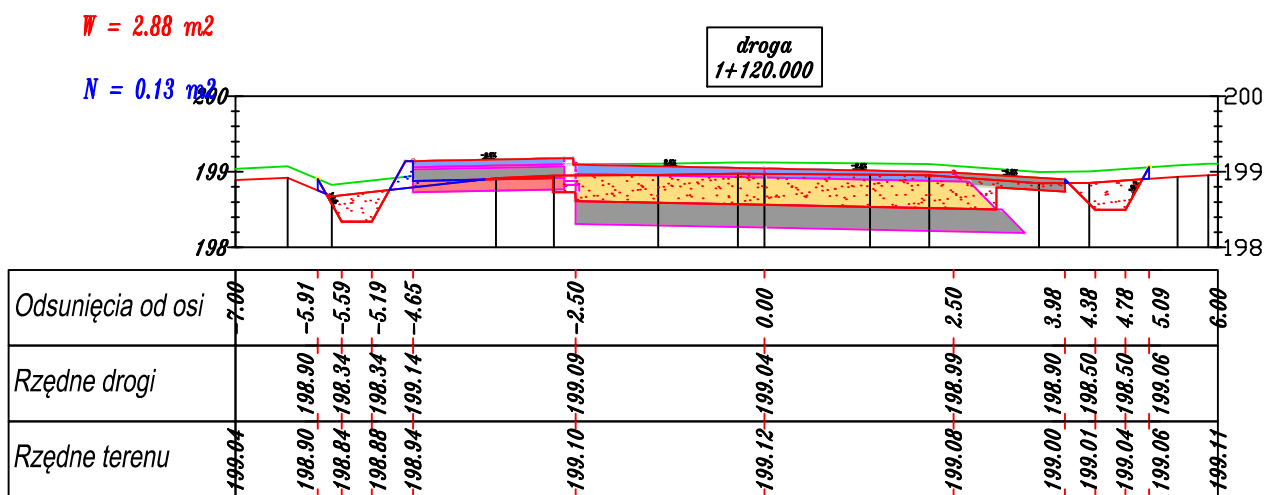 W = 2.88 m2
droga
1+120.000
N = 0.13 m2
200 200
199 199
198 198
Odsunięcia od osi -7.00 -5.91 -5.59 -5.19 -4.65 -2.50 0.00 2.50 3.98 4.38 4.78 5.09 6.00
Rzędne drogi 198.90 198.34 198.34 199.14 199.09 199.04 198.99 198.90 198.50 198.50 199.06
Rzędne terenu 199.04 198.90 198.84 198.88 198.94 199.10 199.12 199.08 199.00 199.01 199.04 199.06 199.11